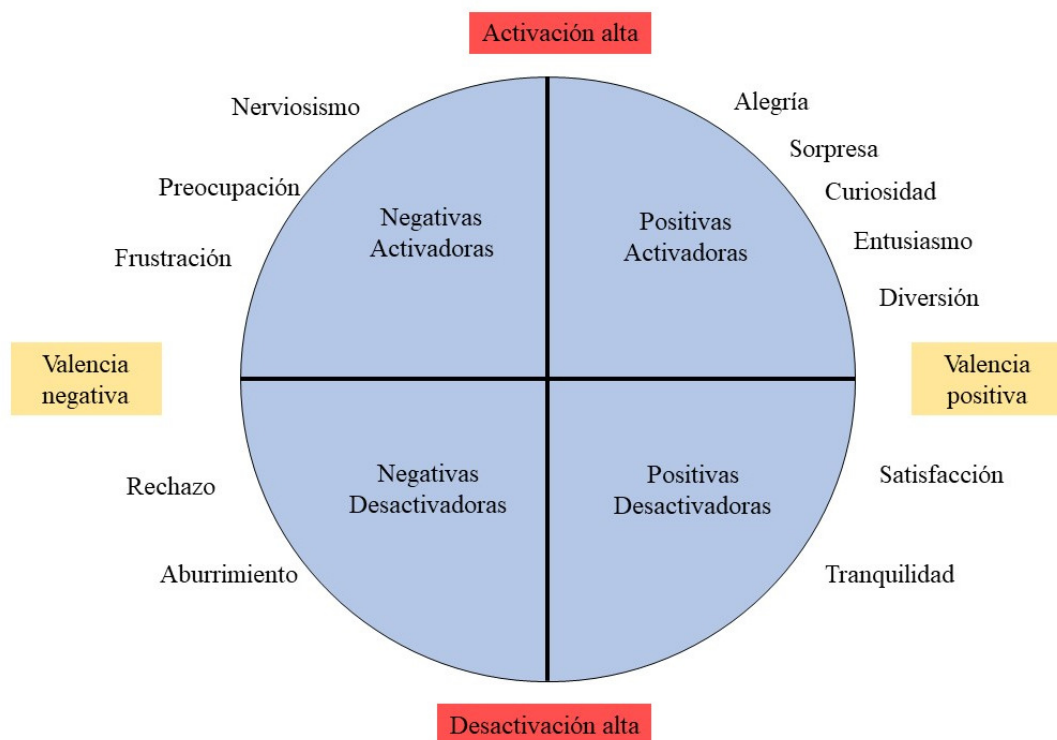 Activación alta
Nerviosismo
Alegría
Sorpresa
Preocupación
Curiosidad
Negativas
Activadoras
Positivas
Activadoras
Frustración
Entusiasmo
Diversión
Valencia
negativa
Valencia
positiva
Rechazo
Negativas
Desactivadoras
Positivas
Desactivadoras
Satisfacción
Aburrimiento
Tranquilidad
Desactivación alta